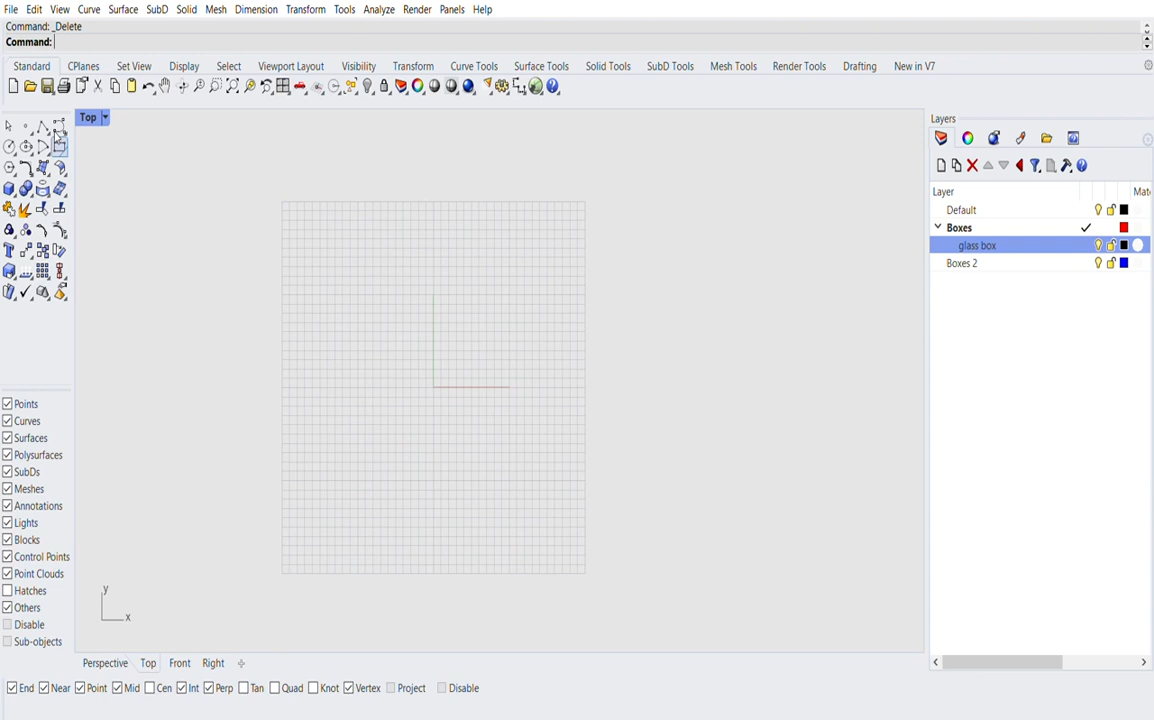 File Edit View Curve Surface SubD Solid Mesh Dimension Transform Tools Analyze Render Panels Help
Command: _Delete
Command:
Standard CPlanes Set View Display Select Viewport Layout Visibility Transform Curve Tools Surface Tools Solid Tools SubD Tools Mesh Tools Render Tools Drafting New in V7
Top
Layers
Layer Mate
Default
Boxes
glass box
Boxes 2
Points
Curves
Surfaces
Polysurfaces
SubDs
Meshes
Annotations
Lights
Blocks
Control Points
Point Clouds
Hatches
Others
Disable
Sub-objects
y
x
Perspective Top Front Right
End Near Point Mid Cen Int Perp Tan Quad Knot Vertex Project Disable